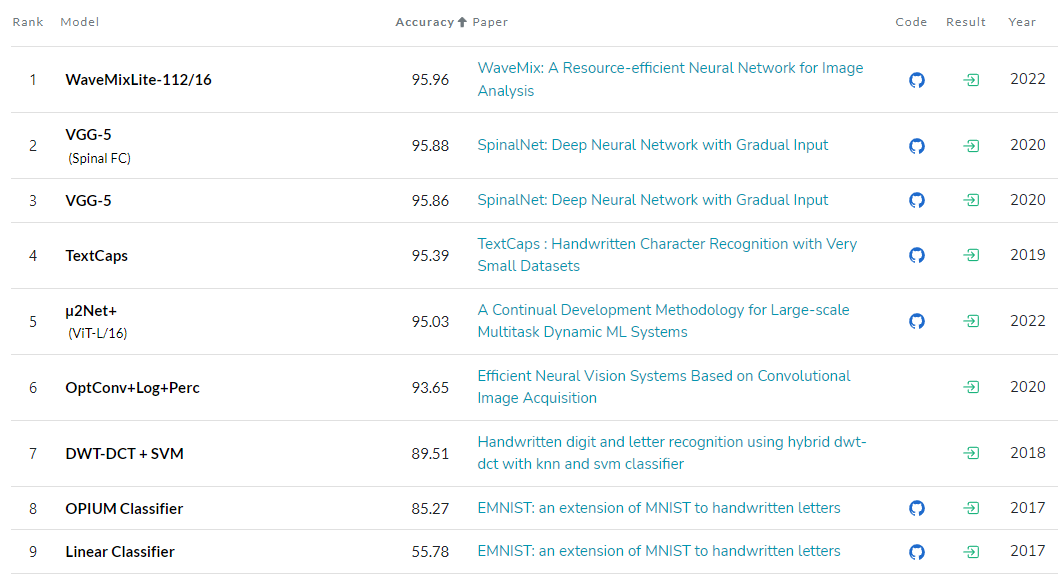 Rank Model Accuracy Paper Code Result Year
1 WaveMixLite-112/16 95.96 WaveMix: A Resource-efficient Neural Network for Image 2022
Analysis
2 VGG-5 95.88 SpinalNet: Deep Neural Network with Gradual Input 2020
(Spinal FC)
3 VGG-5 95.86 SpinalNet: Deep Neural Network with Gradual Input 2020
4 TextCaps 95.39 TextCaps : Handwritten Character Recognition with Very 2019
Small Datasets
5 µ2Net+ 95.03 A Continual Development Methodology for Large-scale 2022
(ViT-L/16) Multitask Dynamic ML Systems
6 OptConv+Log+Perc 93.65 Efficient Neural Vision Systems Based on Convolutional 2020
Image Acquisition
7 DWT-DCT + SVM 89.51 Handwritten digit and letter recognition using hybrid dwt- 2018
dct with knn and svm classifier
8 OPIUM Classifier 85.27 EMNIST: an extension of MNIST to handwritten letters 2017
9 Linear Classifier 55.78 EMNIST: an extension of MNIST to handwritten letters 2017